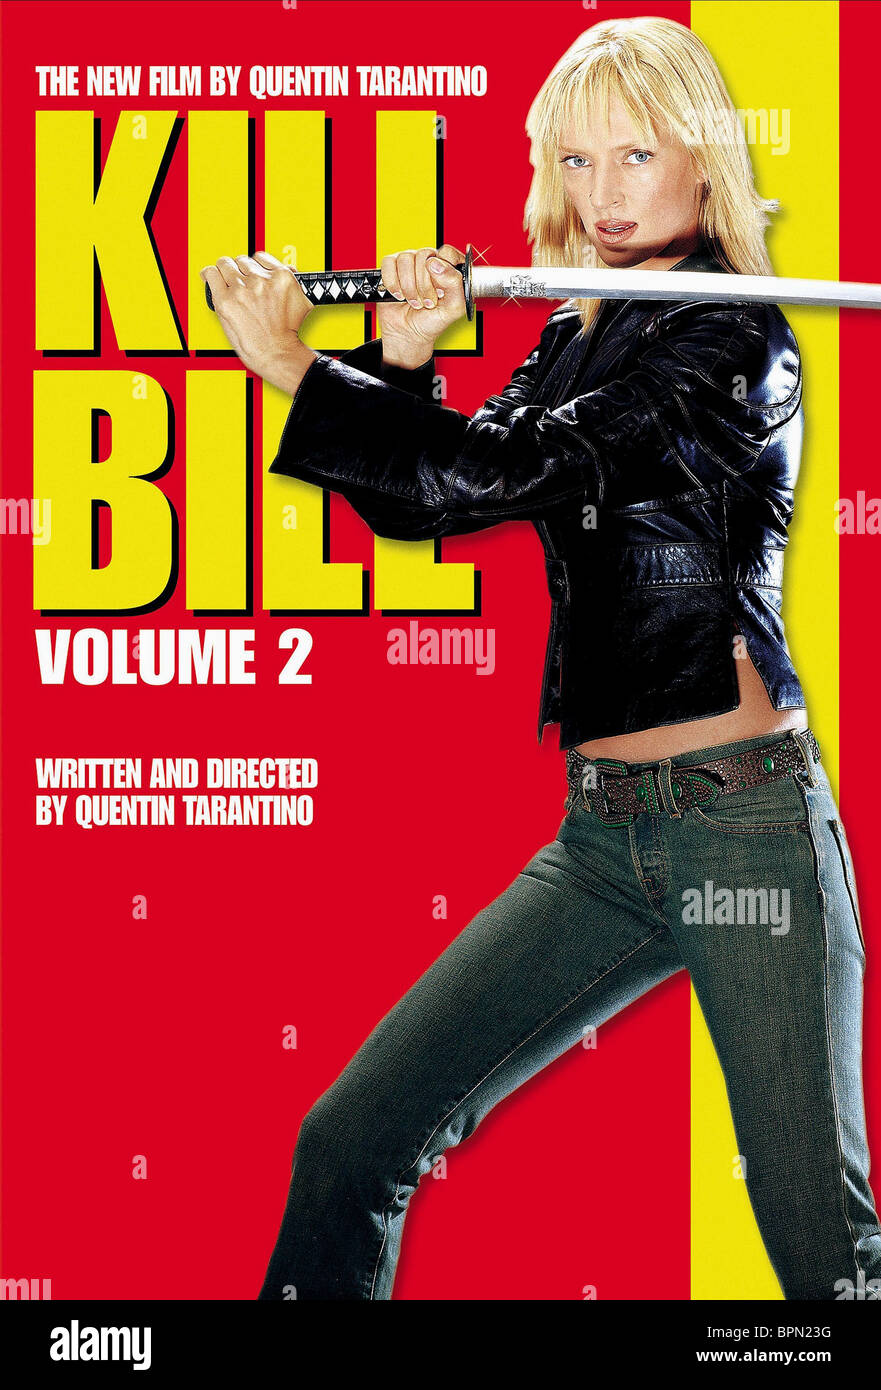 THE NEW FILM BY QUENTIN TARANTINO
KILL
BILL
VOLUME 2
WRITTEN AND DIRECTED
BY QUENTIN TARANTINO
alamy
alamy
alamy
alamy
Image ID: BPN23G
www.alamy.com